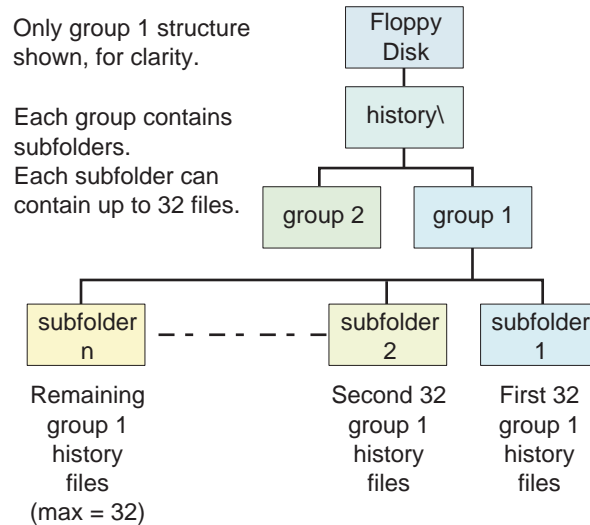 Only group 1 structure
shown, for clarity.
Each group contains
subfolders.
Each subfolder can
contain up to 32 files.
Floppy
Disk
history\
group 2
group 1
subfolder
n
subfolder
2
subfolder
1
Remaining
group 1
history
files
(max = 32)
Second 32
group 1
history
files
First 32
group 1
history
files